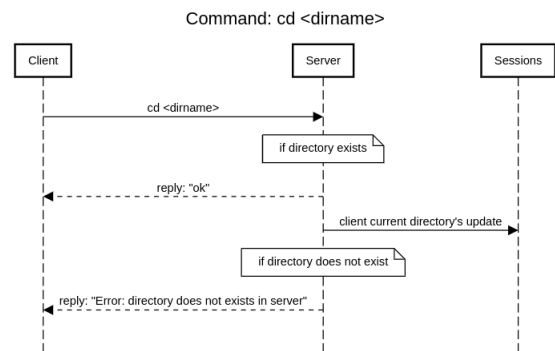 Command: cd <dirname>
Client
Server
Sessions
cd <dirname>
if directory exists
reply: "ok"
client current directory's update
if directory does not exist
reply: "Error: directory does not exists in server"